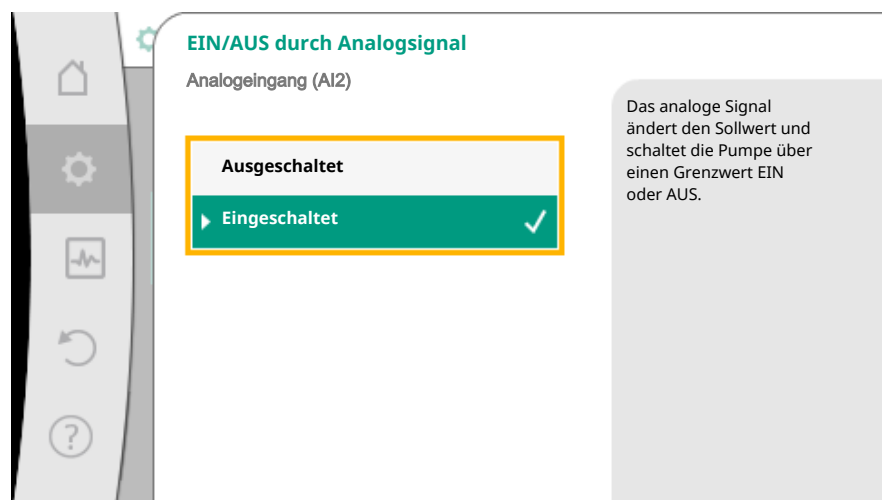 EIN/AUS durch Analogsignal
Analogeingang (AI2)
Ausgeschaltet
Eingeschaltet
Das analoge Signal
ändert den Sollwert und
schaltet die Pumpe über
einen Grenzwert EIN
oder AUS.
?